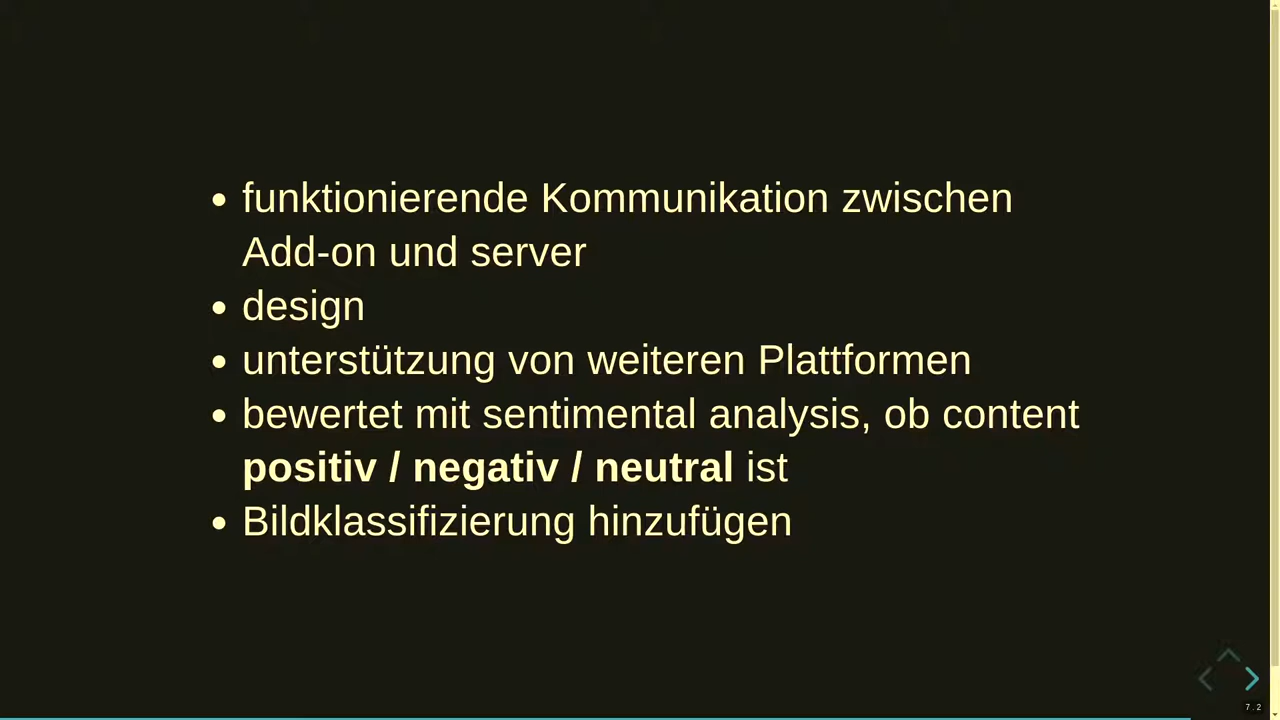 • funktionierende Kommunikation zwischen
Add-on und server
• design
• unterstützung von weiteren Plattformen
• bewertet mit sentimental analysis, ob content
positiv / negativ / neutral ist
• Bildklassifizierung hinzufügen
7.2